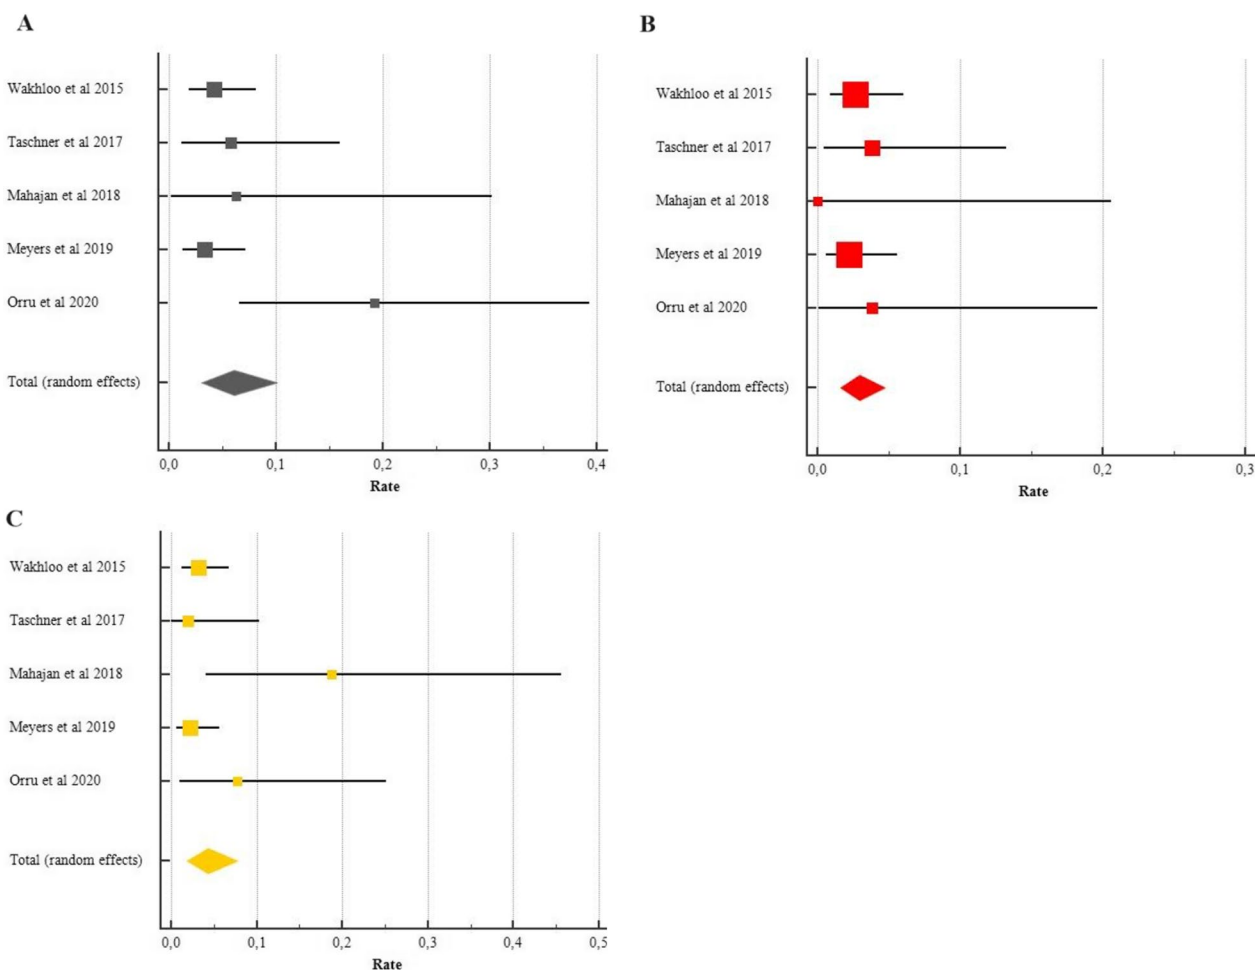 A
Wakhloo et al 2015
Taschner et al 2017
Mahajan et al 2018
Meyers et al 2019
Orru et al 2020
Total (random effects)
0,0 0,1 0,2 0,3 0,4
Rate
B
Wakhloo et al 2015
Taschner et al 2017
Mahajan et al 2018
Meyers et al 2019
Orru et al 2020
Total (random effects)
0,0 0,1 0,2 0,3
Rate
C
Wakhloo et al 2015
Taschner et al 2017
Mahajan et al 2018
Meyers et al 2019
Orru et al 2020
Total (random effects)
0,0 0,1 0,2 0,3 0,4 0,5
Rate